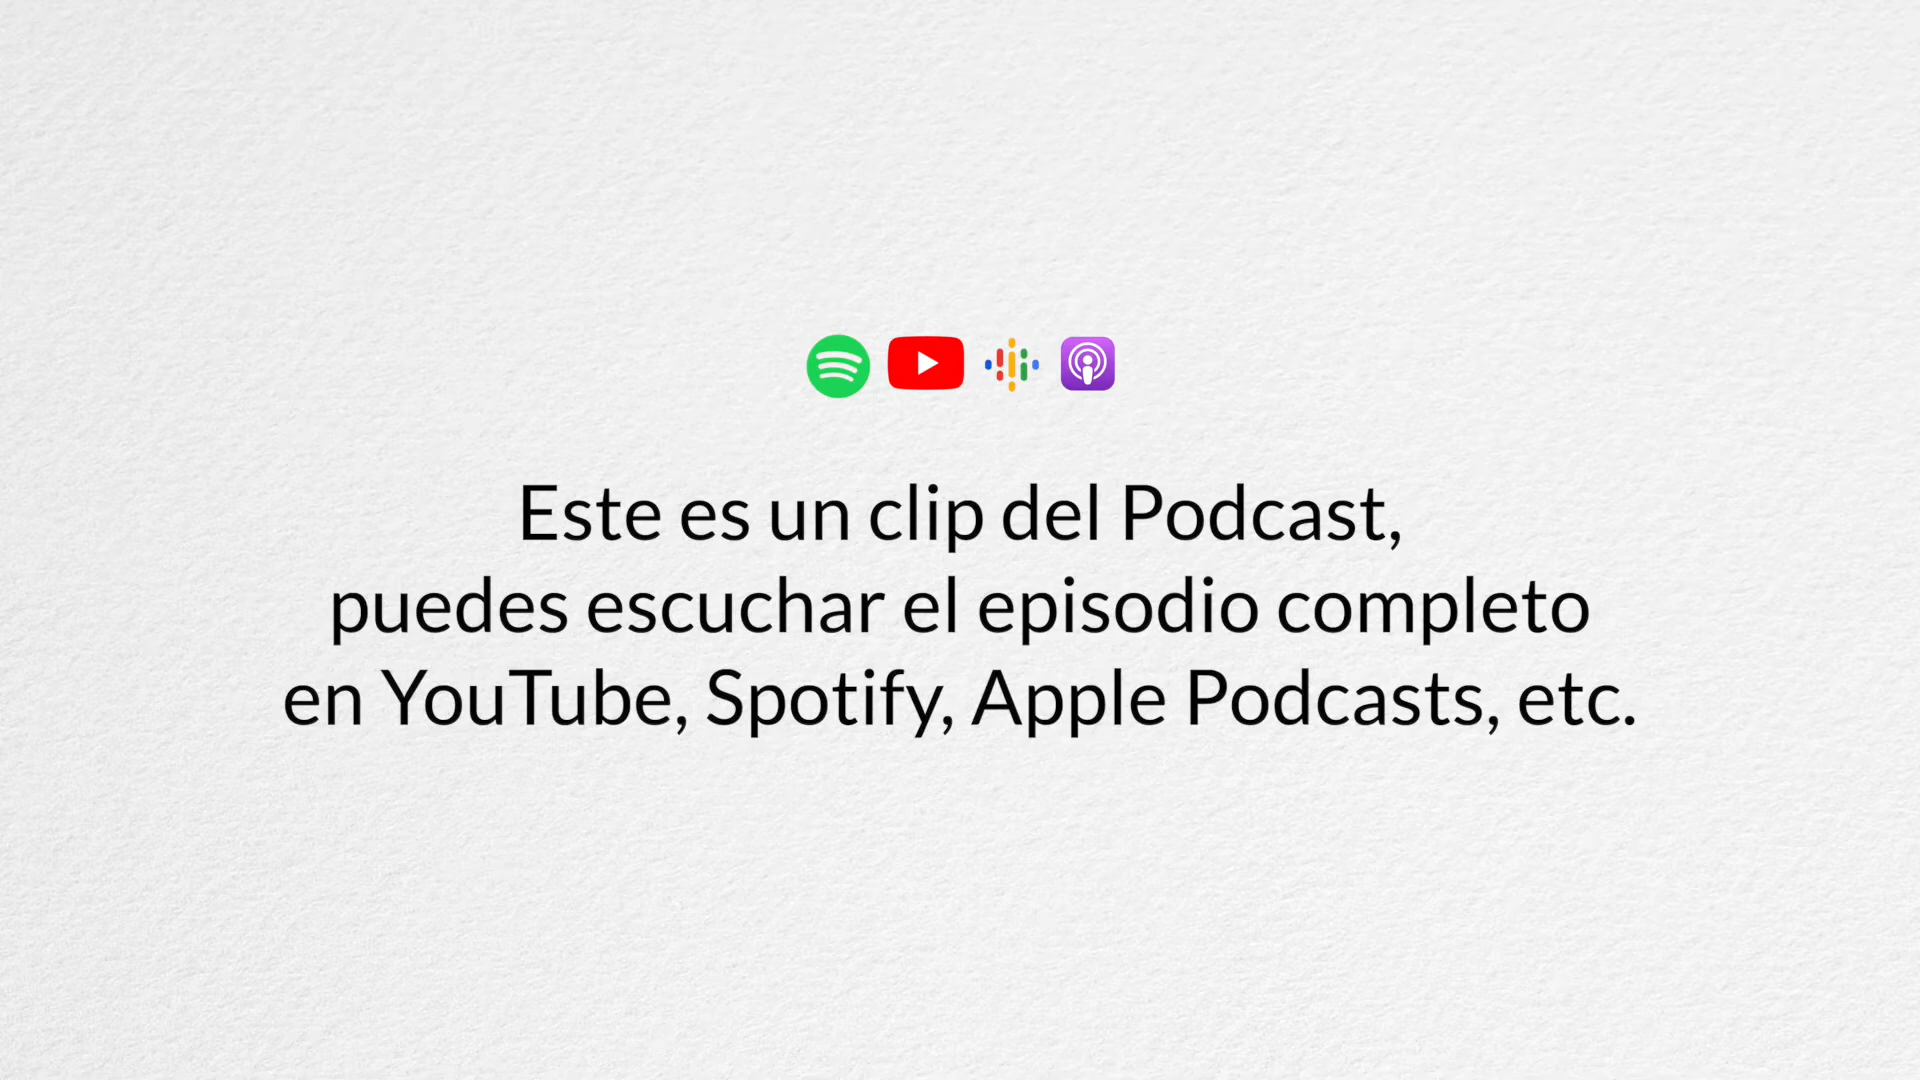 Este es un clip del Podcast,
puedes escuchar el episodio completo
en YouTube, Spotify, Apple Podcasts, etc.